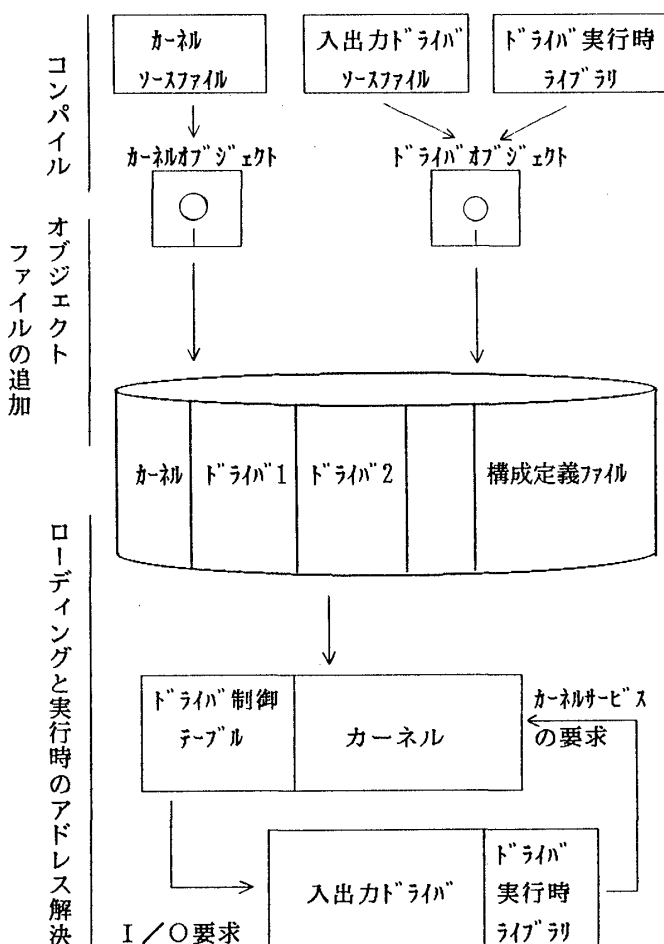 コンパイル
カーネル
ソースファイル
入出力ドライバ
ソースファイル
ドライバ実行時
ライブラリ
カーネルオブジェクト
ドライバオブジェクト
オブジェクト
ファイルの追加
カーネル
ドライバ1
ドライバ2
構成定義ファイル
ローディングと実行時のアドレス解決
ドライバ制御
テーブル
カーネル
カーネルサービス
の要求
入出力ドライバ
ドライバ
実行時
ライブラリ
I/O要求